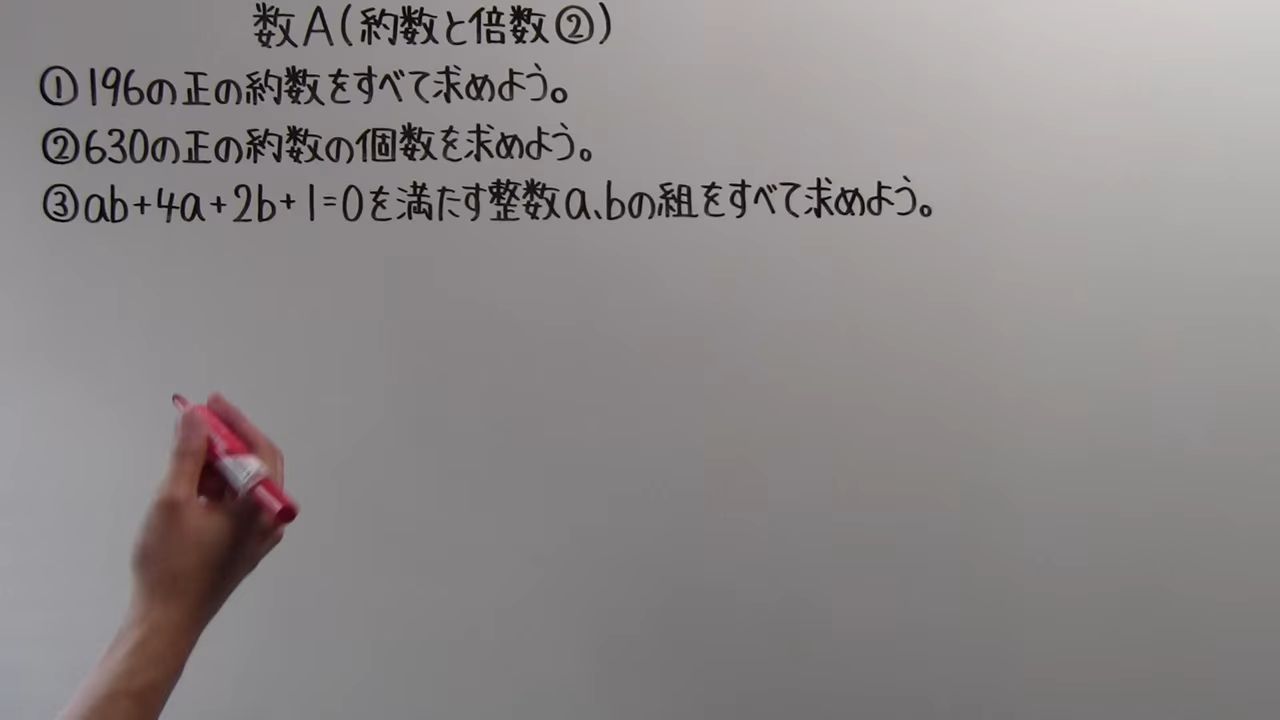 数A(約数と倍数②)
①196の正の約数をすべて求めよう。
②630の正の約数の個数を求めよう。
③ab+4a+2b+1=0を満たす整数a、bの組をすべて求めよう。